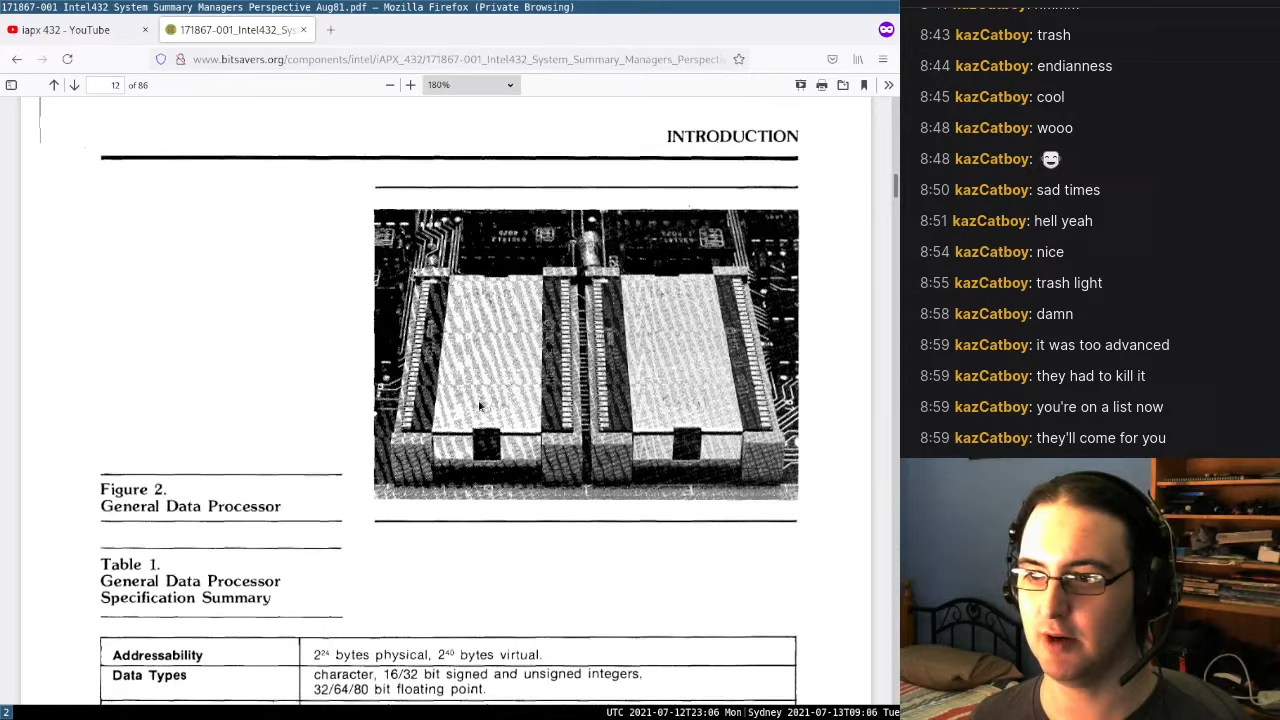 171867-001 Intel432 System Summary Managers Perspective Aug81.pdf - Mozilla Firefox (Private Browsing)
iapx 432 - YouTube
171867-001_Intel432_Sys
www.bitsavers.org/components/intel/iAPX_432/171867-001_Intel432_System_Summary_Managers_Perspecti
12 of 86
180%
INTRODUCTION
Figure 2.
General Data Processor
Table 1.
General Data Processor
Specification Summary
Addressability 2²⁴ bytes physical, 2⁴⁰ bytes virtual.
Data Types character, 16/32 bit signed and unsigned integers,
32/64/80 bit floating point.
2
UTC 2021-07-12T23:06 Mon|Sydney 2021-07-13T09:06 Tue
8:43 kazCatboy: trash
8:44 kazCatboy: endianness
8:45 kazCatboy: cool
8:48 kazCatboy: wooo
8:48 kazCatboy:
8:50 kazCatboy: sad times
8:51 kazCatboy: hell yeah
8:54 kazCatboy: nice
8:55 kazCatboy: trash light
8:58 kazCatboy: damn
8:59 kazCatboy: it was too advanced
8:59 kazCatboy: they had to kill it
8:59 kazCatboy: you're on a list now
8:59 kazCatboy: they'll come for you